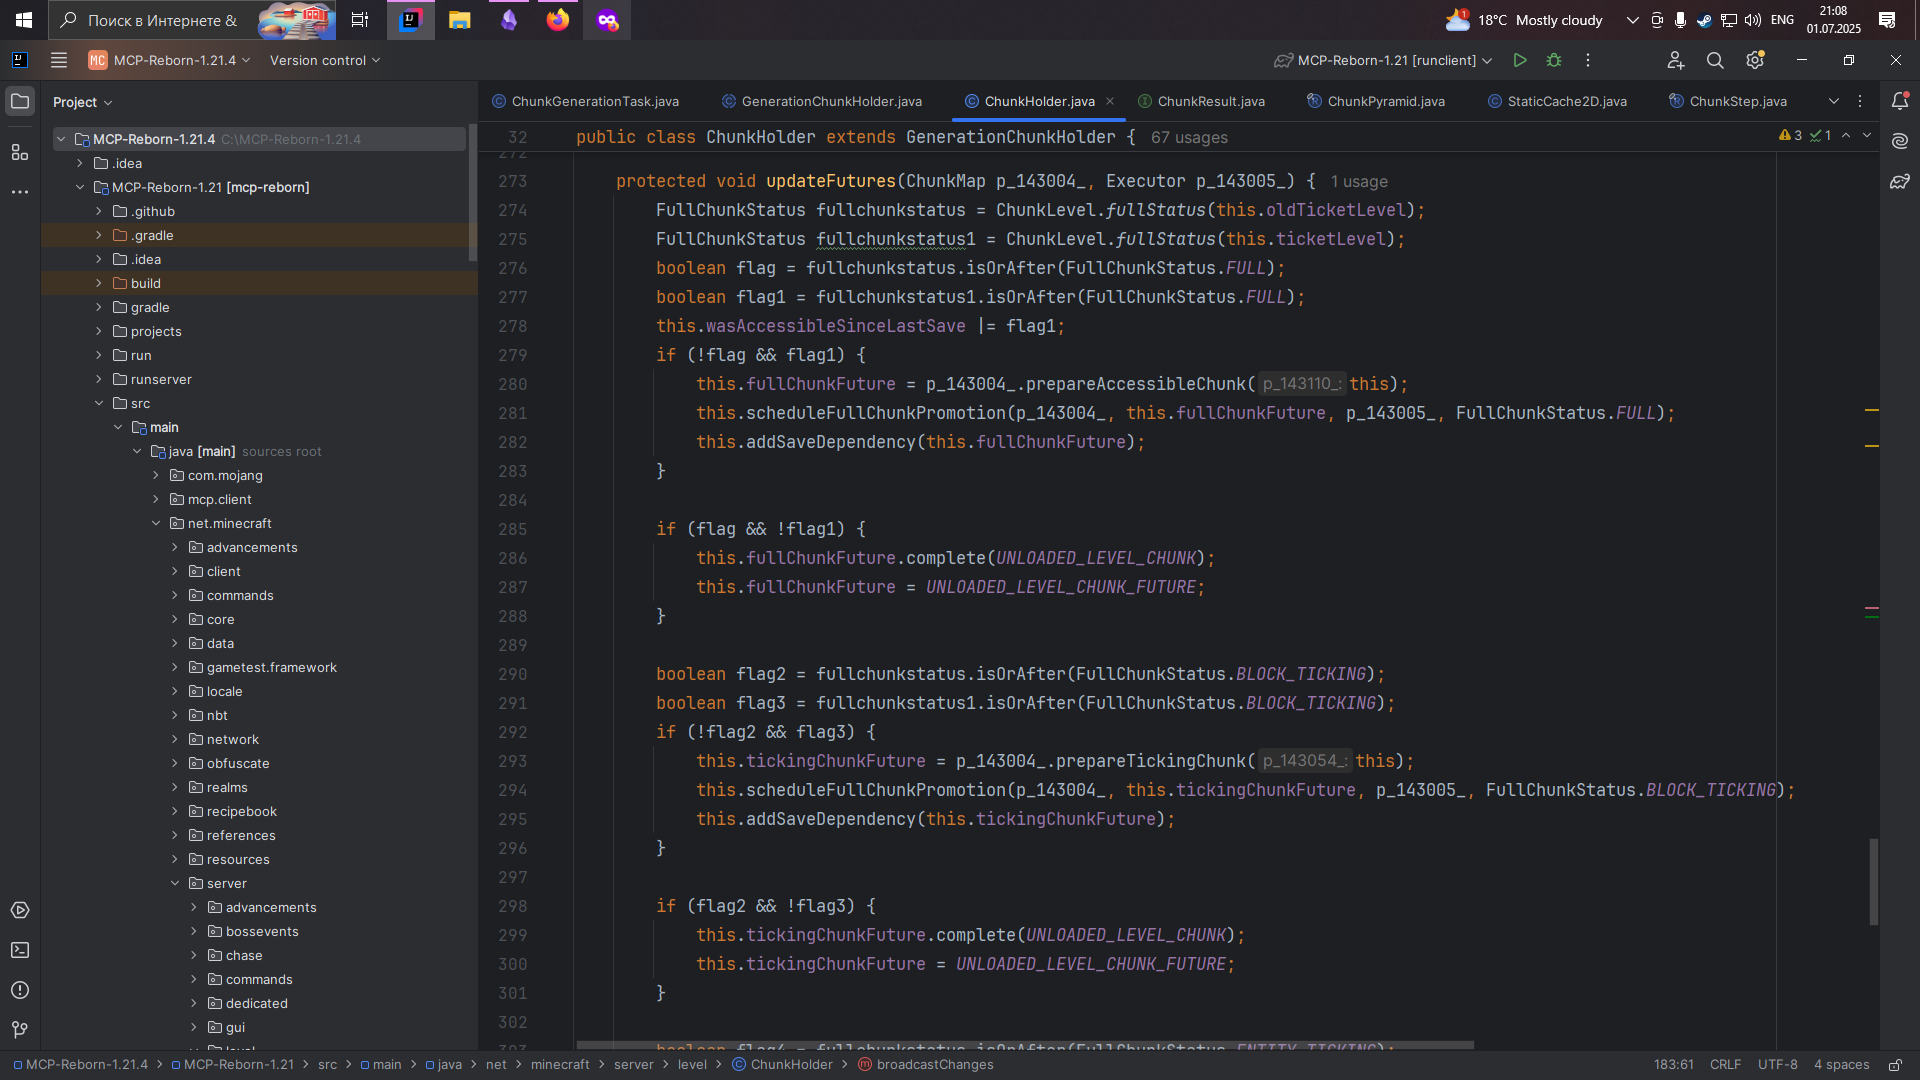 Поиск в Интернете &
18°C Mostly cloudy
1
ENG
21:08
01.07.2025
MC MCP-Reborn-1.21.4
Version control
MCP-Reborn-1.21 [runclient]
Project
MCP-Reborn-1.21.4 C:\MCP-Reborn-1.21.4
.idea
MCP-Reborn-1.21 [mcp-reborn]
.github
.gradle
.idea
build
gradle
projects
run
runserver
src
main
java [main] sources root
com.mojang
mcp.client
net.minecraft
advancements
client
commands
core
data
gametest.framework
locale
nbt
network
obfuscate
realms
recipebook
references
resources
server
advancements
bossevents
chase
commands
dedicated
gui
ChunkGenerationTask.java
GenerationChunkHolder.java
ChunkHolder.java
ChunkResult.java
ChunkPyramid.java
StaticCache2D.java
ChunkStep.java
32 public class ChunkHolder extends GenerationChunkHolder { 67 usages
3 1
272
273 protected void updateFutures(ChunkMap p_143004_, Executor p_143005_) { 1 usage
274 FullChunkStatus fullchunkstatus = ChunkLevel.fullStatus(this.oldTicketLevel);
275 FullChunkStatus fullchunkstatus1 = ChunkLevel.fullStatus(this.ticketLevel);
276 boolean flag = fullchunkstatus.isOrAfter(FullChunkStatus.FULL);
277 boolean flag1 = fullchunkstatus1.isOrAfter(FullChunkStatus.FULL);
278 this.wasAccessibleSinceLastSave |= flag1;
279 if (!flag && flag1) {
280 this.fullChunkFuture = p_143004_.prepareAccessibleChunk( p_143110_: this);
281 this.scheduleFullChunkPromotion(p_143004_, this.fullChunkFuture, p_143005_, FullChunkStatus.FULL);
282 this.addSaveDependency(this.fullChunkFuture);
283 }
284
285 if (flag && !flag1) {
286 this.fullChunkFuture.complete(UNLOADED_LEVEL_CHUNK);
287 this.fullChunkFuture = UNLOADED_LEVEL_CHUNK_FUTURE;
288 }
289
290 boolean flag2 = fullchunkstatus.isOrAfter(FullChunkStatus.BLOCK_TICKING);
291 boolean flag3 = fullchunkstatus1.isOrAfter(FullChunkStatus.BLOCK_TICKING);
292 if (!flag2 && flag3) {
293 this.tickingChunkFuture = p_143004_.prepareTickingChunk( p_143054_: this);
294 this.scheduleFullChunkPromotion(p_143004_, this.tickingChunkFuture, p_143005_, FullChunkStatus.BLOCK_TICKING);
295 this.addSaveDependency(this.tickingChunkFuture);
296 }
297
298 if (flag2 && !flag3) {
299 this.tickingChunkFuture.complete(UNLOADED_LEVEL_CHUNK);
300 this.tickingChunkFuture = UNLOADED_LEVEL_CHUNK_FUTURE;
301 }
302
MCP-Reborn-1.21.4 > MCP-Reborn-1.21 > src > main > java > net > minecraft > server > level > ChunkHolder > broadcastChanges
183:61 CRLF UTF-8 4 spaces